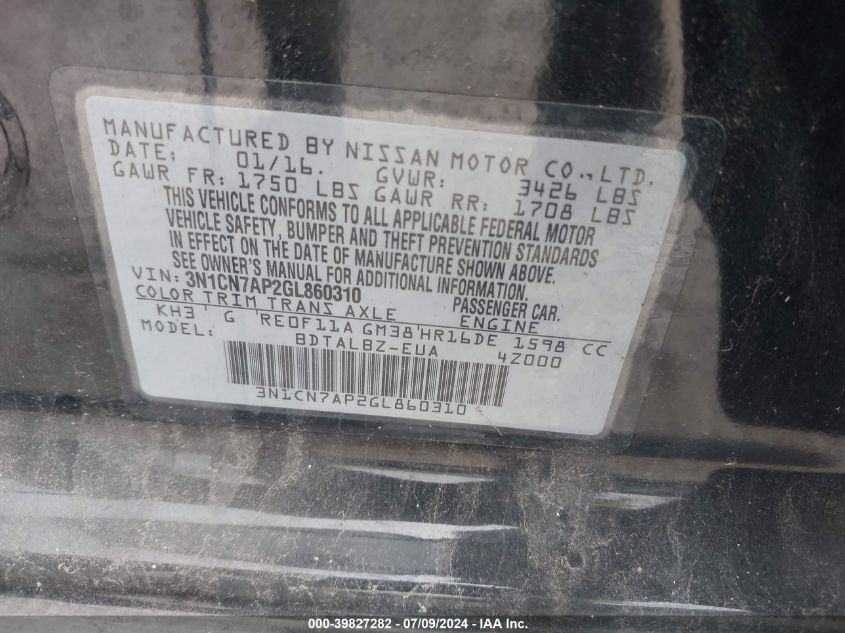 MANUFACTURED BY NISSAN MOTOR CO.,LTD.
DATE: 01/16. GVWR: 3426 LBS
GAWR FR: 1750 LBS GAWR RR: 1708 LBS
THIS VEHICLE CONFORMS TO ALL APPLICABLE FEDERAL MOTOR
VEHICLE SAFETY, BUMPER AND THEFT PREVENTION STANDARDS
IN EFFECT ON THE DATE OF MANUFACTURE SHOWN ABOVE.
SEE OWNER'S MANUAL FOR ADDITIONAL INFORMATION.
VIN: 3N1CN7AP2GL860310 PASSENGER CAR.
COLOR TRIM TRANS AXLE ENGINE
KH3 G RE0F11A GM38 HR16DE 1598 CC
MODEL: BDTALBZ-EUA 4Z000
3N1CN7AP2GL860310
000-39827282 - 07/09/2024 - IAA Inc.